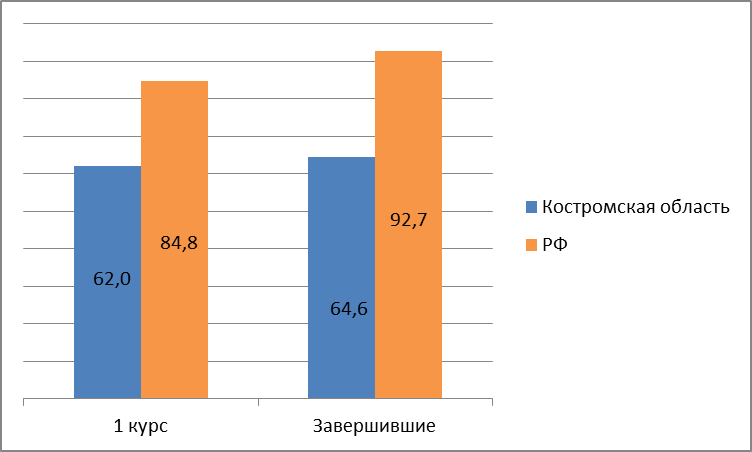 62,0
84,8
64,6
92,7
1 курс
Завершившие
Костромская область
РФ